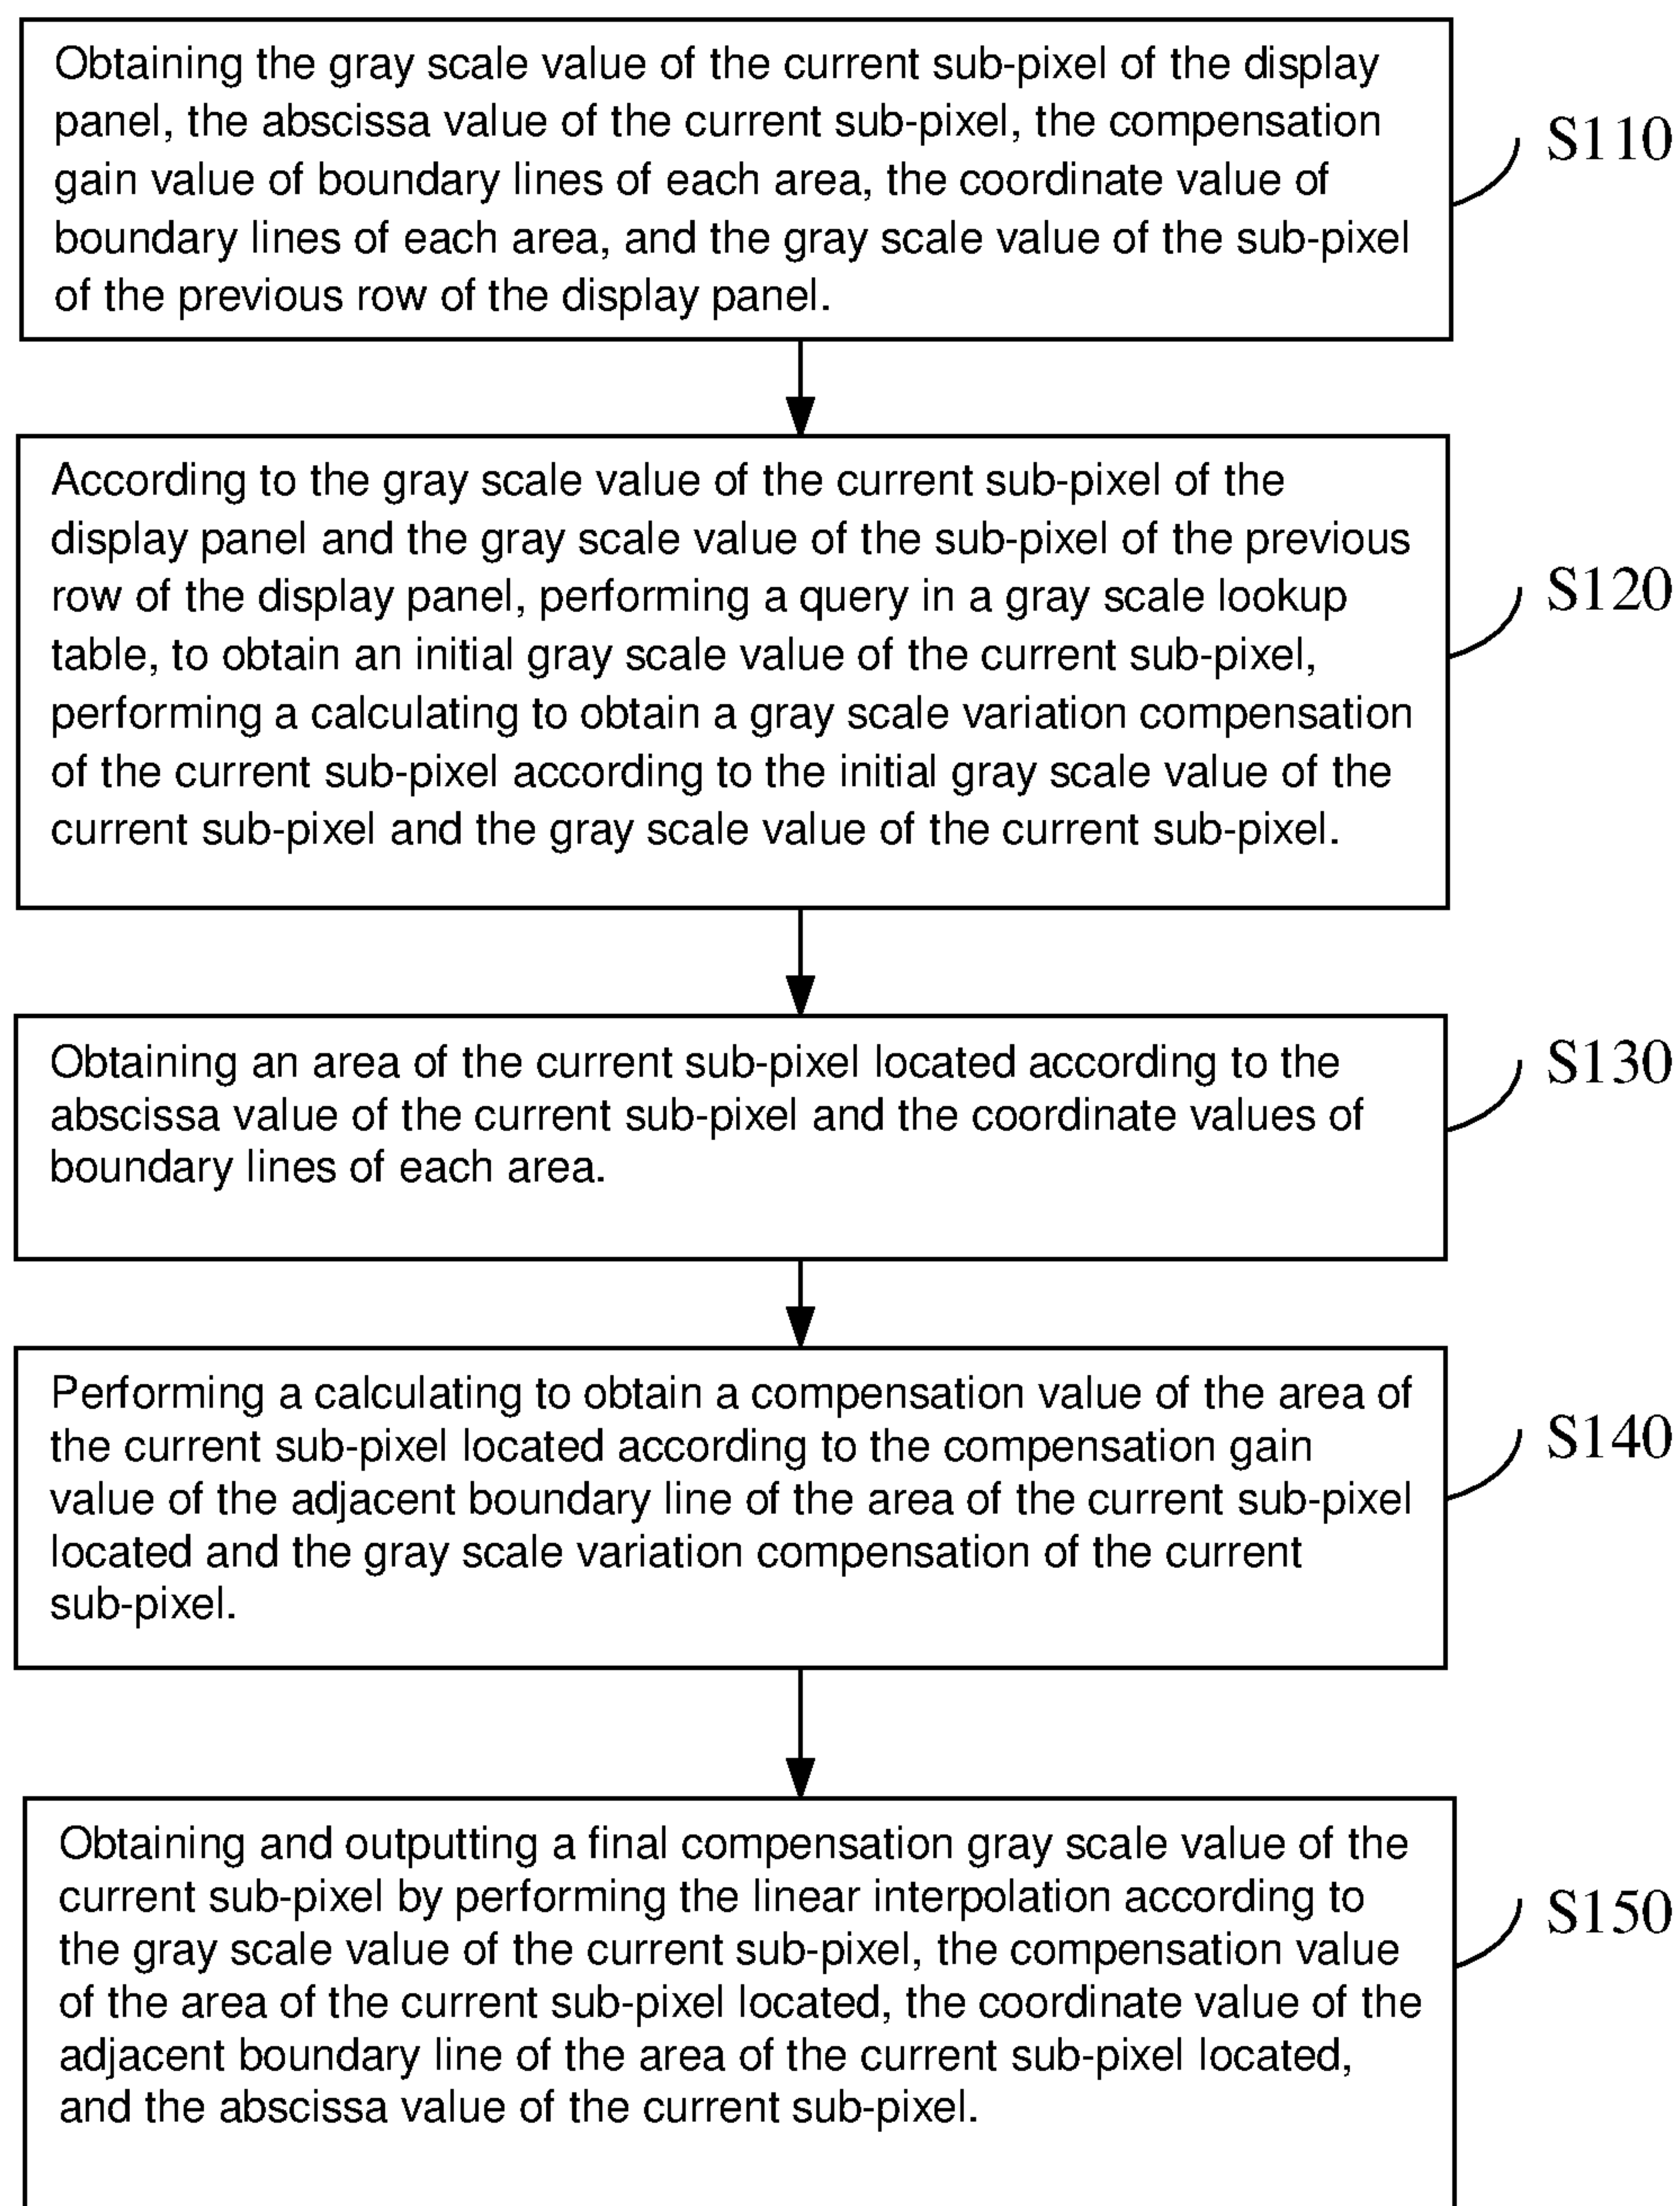 Obtaining the gray scale value of the current sub-pixel of the display
panel, the abscissa value of the current sub-pixel, the compensation
gain value of boundary lines of each area, the coordinate value of
boundary lines of each area, and the gray scale value of the sub-pixel
of the previous row of the display panel.
S110
According to the gray scale value of the current sub-pixel of the
display panel and the gray scale value of the sub-pixel of the previous
row of the display panel, performing a query in a gray scale lookup
table, to obtain an initial gray scale value of the current sub-pixel,
performing a calculating to obtain a gray scale variation compensation
of the current sub-pixel according to the initial gray scale value of the
current sub-pixel and the gray scale value of the current sub-pixel.
S120
Obtaining an area of the current sub-pixel located according to the
abscissa value of the current sub-pixel and the coordinate values of
boundary lines of each area.
S130
Performing a calculating to obtain a compensation value of the area of
the current sub-pixel located according to the compensation gain
value of the adjacent boundary line of the area of the current sub-pixel
located and the gray scale variation compensation of the current
sub-pixel.
S140
Obtaining and outputting a final compensation gray scale value of the
current sub-pixel by performing the linear interpolation according to
the gray scale value of the current sub-pixel, the compensation value
of the area of the current sub-pixel located, the coordinate value of the
adjacent boundary line of the area of the current sub-pixel located,
and the abscissa value of the current sub-pixel.
S150